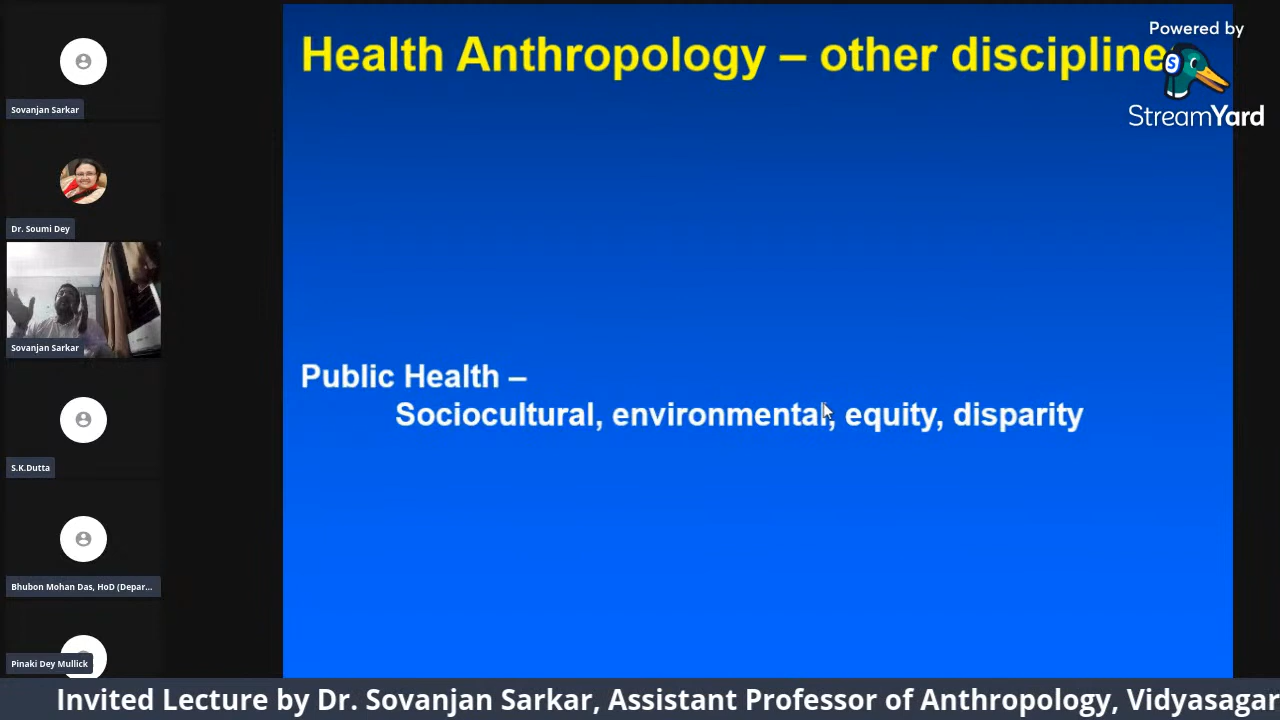 Sovanjan Sarkar
Dr. Soumi Dey
Sovanjan Sarkar
S.K.Dutta
Bhubon Mohan Das, HoD (Depar...
Pinaki Dey Mullick
Health Anthropology – other discipline
Powered by
S
StreamYard
Public Health –
Sociocultural, environmental, equity, disparity
Invited Lecture by Dr. Sovanjan Sarkar, Assistant Professor of Anthropology, Vidyasagar